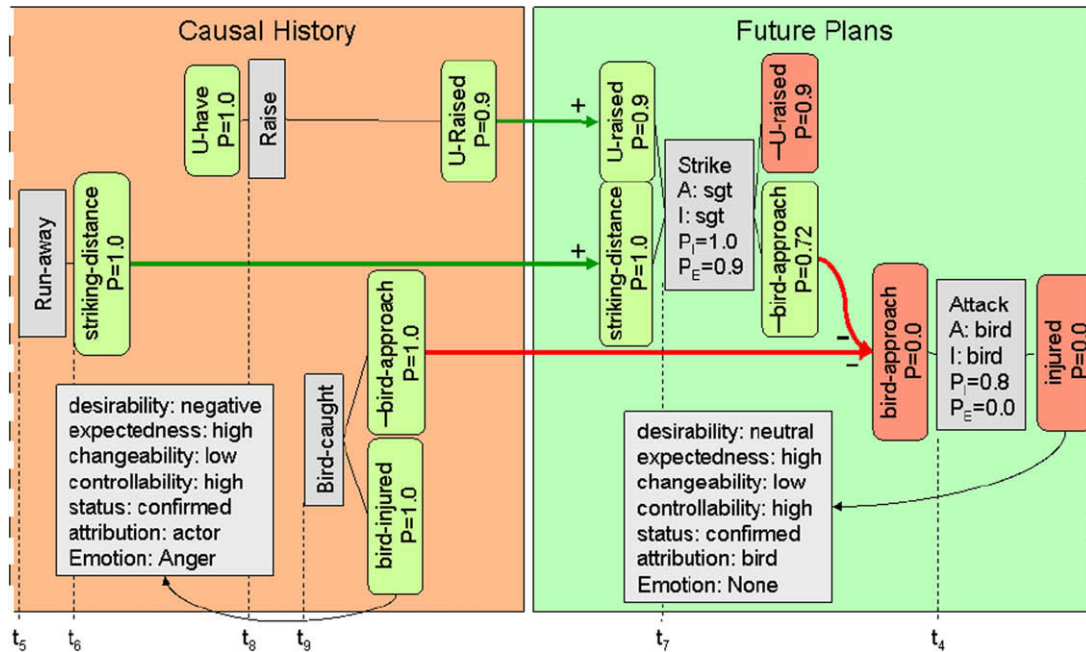 Causal History
Future Plans
U-have
P=1.0
Raise
U-Raised
P=0.9
+
U-raised
P=0.9
¬U-raised
P=0.9
Strike
A: sgt
I: sgt
P_I=1.0
P_E=0.9
Run-away
striking-distance
P=1.0
+
striking-distance
P=1.0
¬bird-approach
P=0.72
¬bird-approach
P=1.0
−
−
bird-approach
P=0.0
Attack
A: bird
I: bird
P_I=0.8
P_E=0.0
injured
P=0.0
Bird-caught
bird-injured
P=1.0
desirability: negative
expectedness: high
changeability: low
controllability: high
status: confirmed
attribution: actor
Emotion: Anger
desirability: neutral
expectedness: high
changeability: low
controllability: high
status: confirmed
attribution: bird
Emotion: None
t5
t6
t8
t9
t7
t4